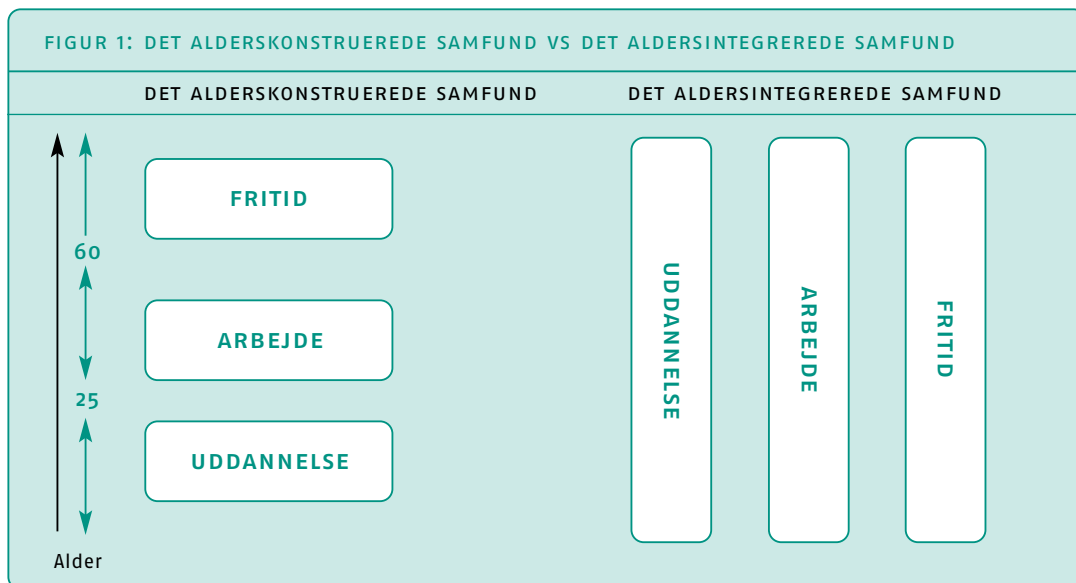 FIGUR 1: DET ALDERSKONSTRUEREDE SAMFUND VS DET ALDERSINTEGREREDE SAMFUND
DET ALDERSKONSTRUEREDE SAMFUND
DET ALDERSINTEGREREDE SAMFUND
FRITID
60
ARBEJDE
25
UDDANNELSE
Alder
UDDANNELSE
ARBEJDE
FRITID